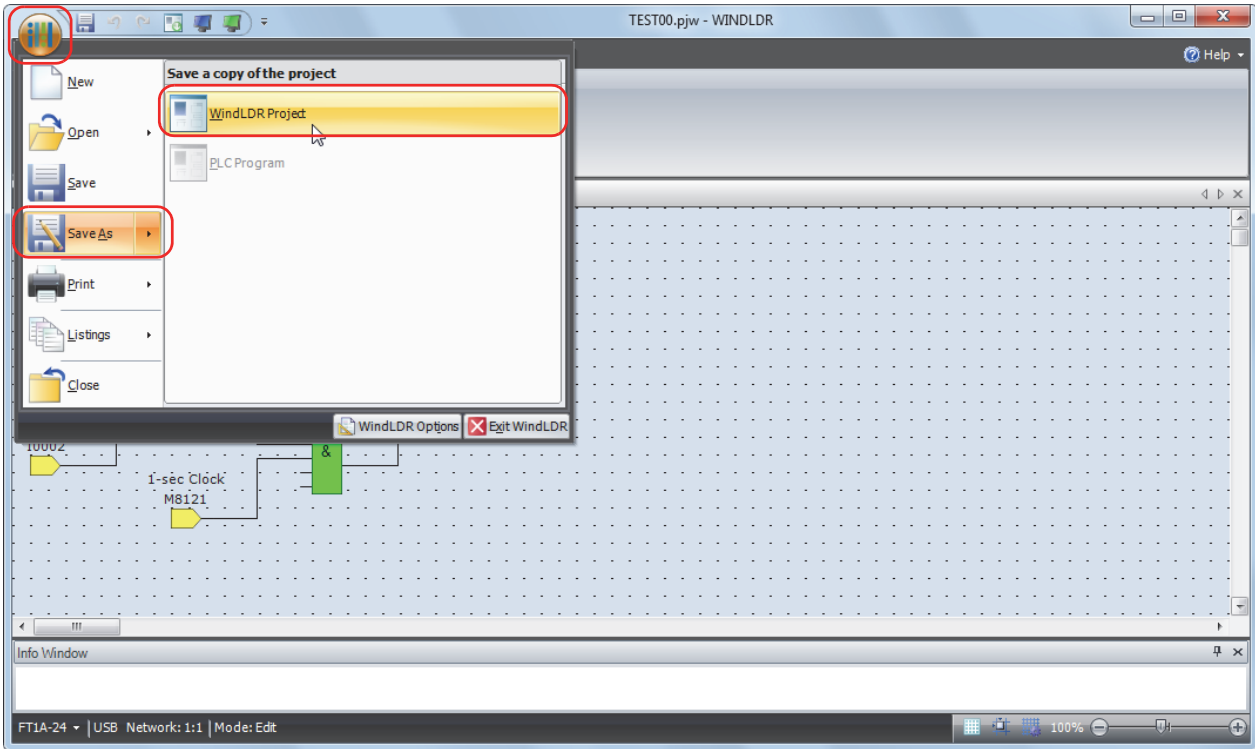 TEST00.pjw - WINDLDR
Help
New
Open
Save
Save As
Print
Listings
Close
Save a copy of the project
WindLDR Project
PLC Program
WindLDR Options
Exit WindLDR
I0002
&
1-sec Clock
M8121
Info Window
FT1A-24 USB Network: 1:1 Mode: Edit
100%